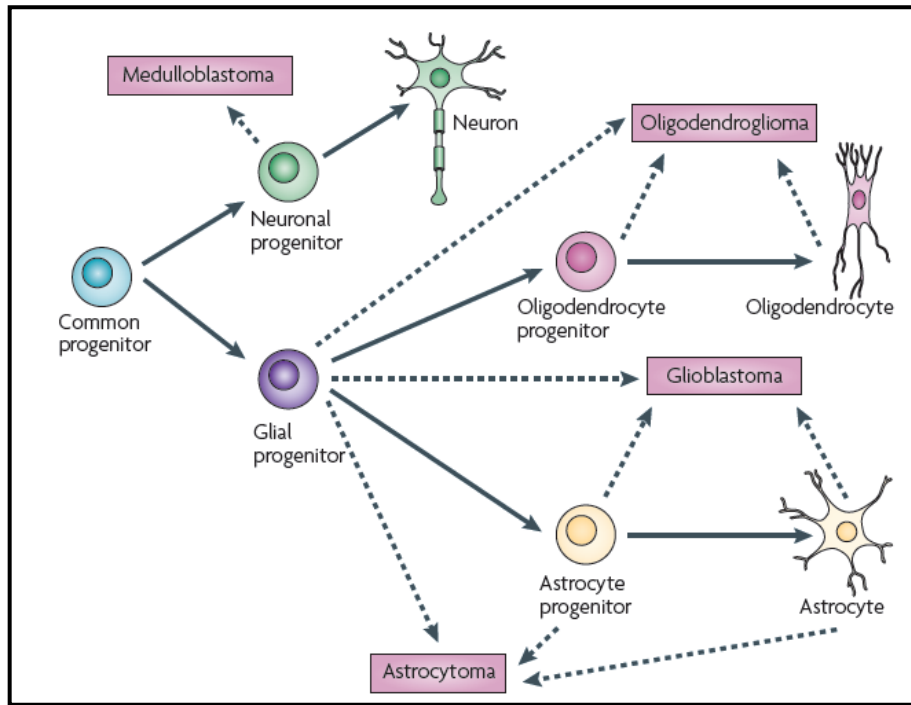 Medulloblastoma
Neuron
Oligodendroglioma
Neuronal
progenitor
Common
progenitor
Oligodendrocyte
progenitor
Oligodendrocyte
Glial
progenitor
Glioblastoma
Astrocyte
progenitor
Astrocyte
Astrocytoma